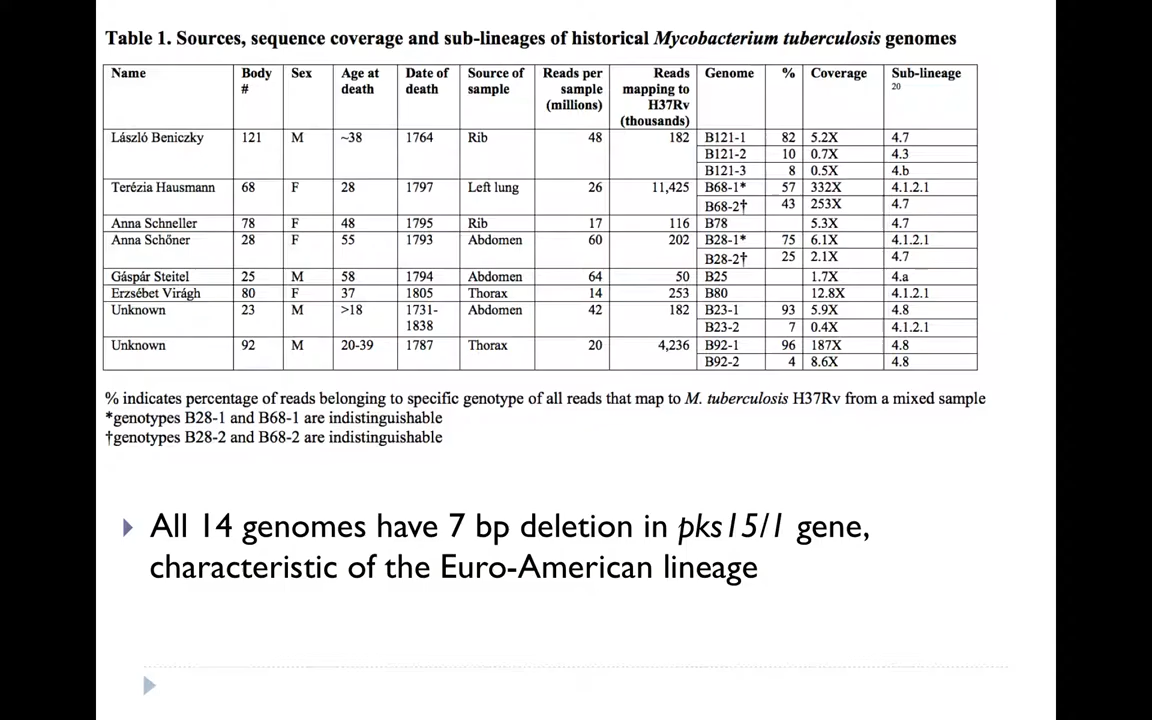 Table 1. Sources, sequence coverage and sub-lineages of historical Mycobacterium tuberculosis genomes
Name Body # Sex Age at death Date of death Source of sample Reads per sample (millions) Reads mapping to H37Rv (thousands) Genome % Coverage Sub-lineage 20
László Beniczky 121 M ~38 1764 Rib 48 182 B121-1 82 5.2X 4.7
B121-2 10 0.7X 4.3
B121-3 8 0.5X 4.b
Terézia Hausmann 68 F 28 1797 Left lung 26 11,425 B68-1* 57 332X 4.1.2.1
B68-2† 43 253X 4.7
Anna Schneller 78 F 48 1795 Rib 17 116 B78 5.3X 4.7
Anna Schőner 28 F 55 1793 Abdomen 60 202 B28-1* 75 6.1X 4.1.2.1
B28-2† 25 2.1X 4.7
Gáspár Steitel 25 M 58 1794 Abdomen 64 50 B25 1.7X 4.a
Erzsébet Virágh 80 F 37 1805 Thorax 14 253 B80 12.8X 4.1.2.1
Unknown 23 M >18 1731-1838 Abdomen 42 182 B23-1 93 5.9X 4.8
B23-2 7 0.4X 4.1.2.1
Unknown 92 M 20-39 1787 Thorax 20 4,236 B92-1 96 187X 4.8
B92-2 4 8.6X 4.8
% indicates percentage of reads belonging to specific genotype of all reads that map to M. tuberculosis H37Rv from a mixed sample
*genotypes B28-1 and B68-1 are indistinguishable
†genotypes B28-2 and B68-2 are indistinguishable
All 14 genomes have 7 bp deletion in pks15/1 gene,
characteristic of the Euro-American lineage